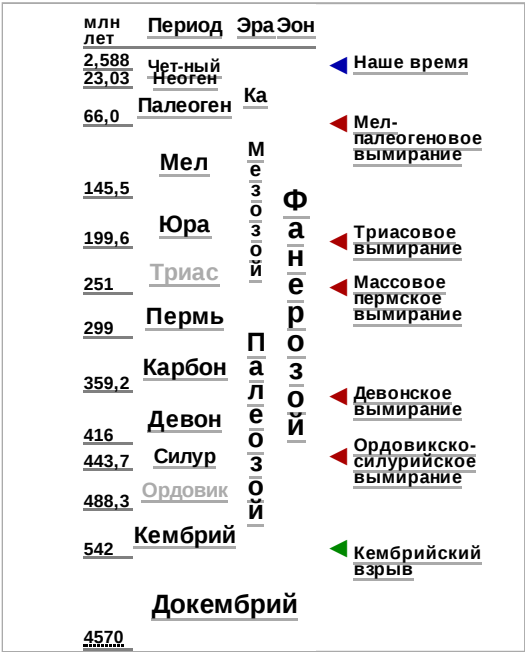 млн лет
Период
Эра
Эон
2,588
Чет-ный
Наше время
23,03
Неоген
Ка
66,0
Палеоген
Мел-
палеогеновое
вымирание
Мезозой
Мел
145,5
Фанерозой
Юра
199,6
Триасовое
вымирание
Триас
251
Массовое
пермское
вымирание
Пермь
299
Палеозой
Карбон
359,2
Девонское
вымирание
Девон
416
Ордовикско-
силурийское
вымирание
Силур
443,7
Ордовик
488,3
Кембрий
542
Кембрийский
взрыв
Докембрий
4570